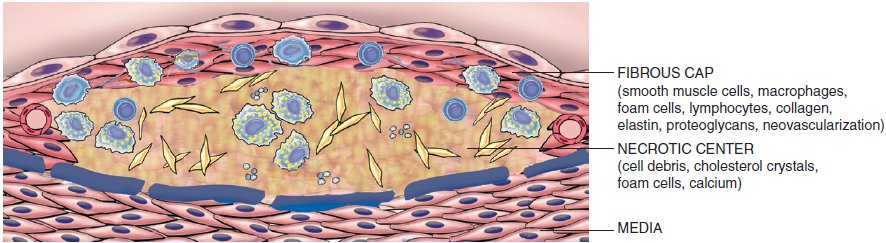 FIBROUS CAP
(smooth muscle cells, macrophages,
foam cells, lymphocytes, collagen,
elastin, proteoglycans, neovascularization)
NECROTIC CENTER
(cell debris, cholesterol crystals,
foam cells, calcium)
MEDIA